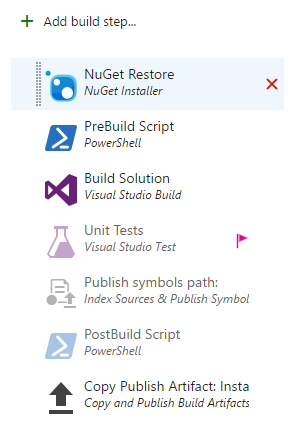 Add build step...
NuGet Restore
NuGet Installer
PreBuild Script
PowerShell
Build Solution
Visual Studio Build
Unit Tests
Visual Studio Test
Publish symbols path:
Index Sources & Publish Symbol
PostBuild Script
PowerShell
Copy Publish Artifact: Insta
Copy and Publish Build Artifacts